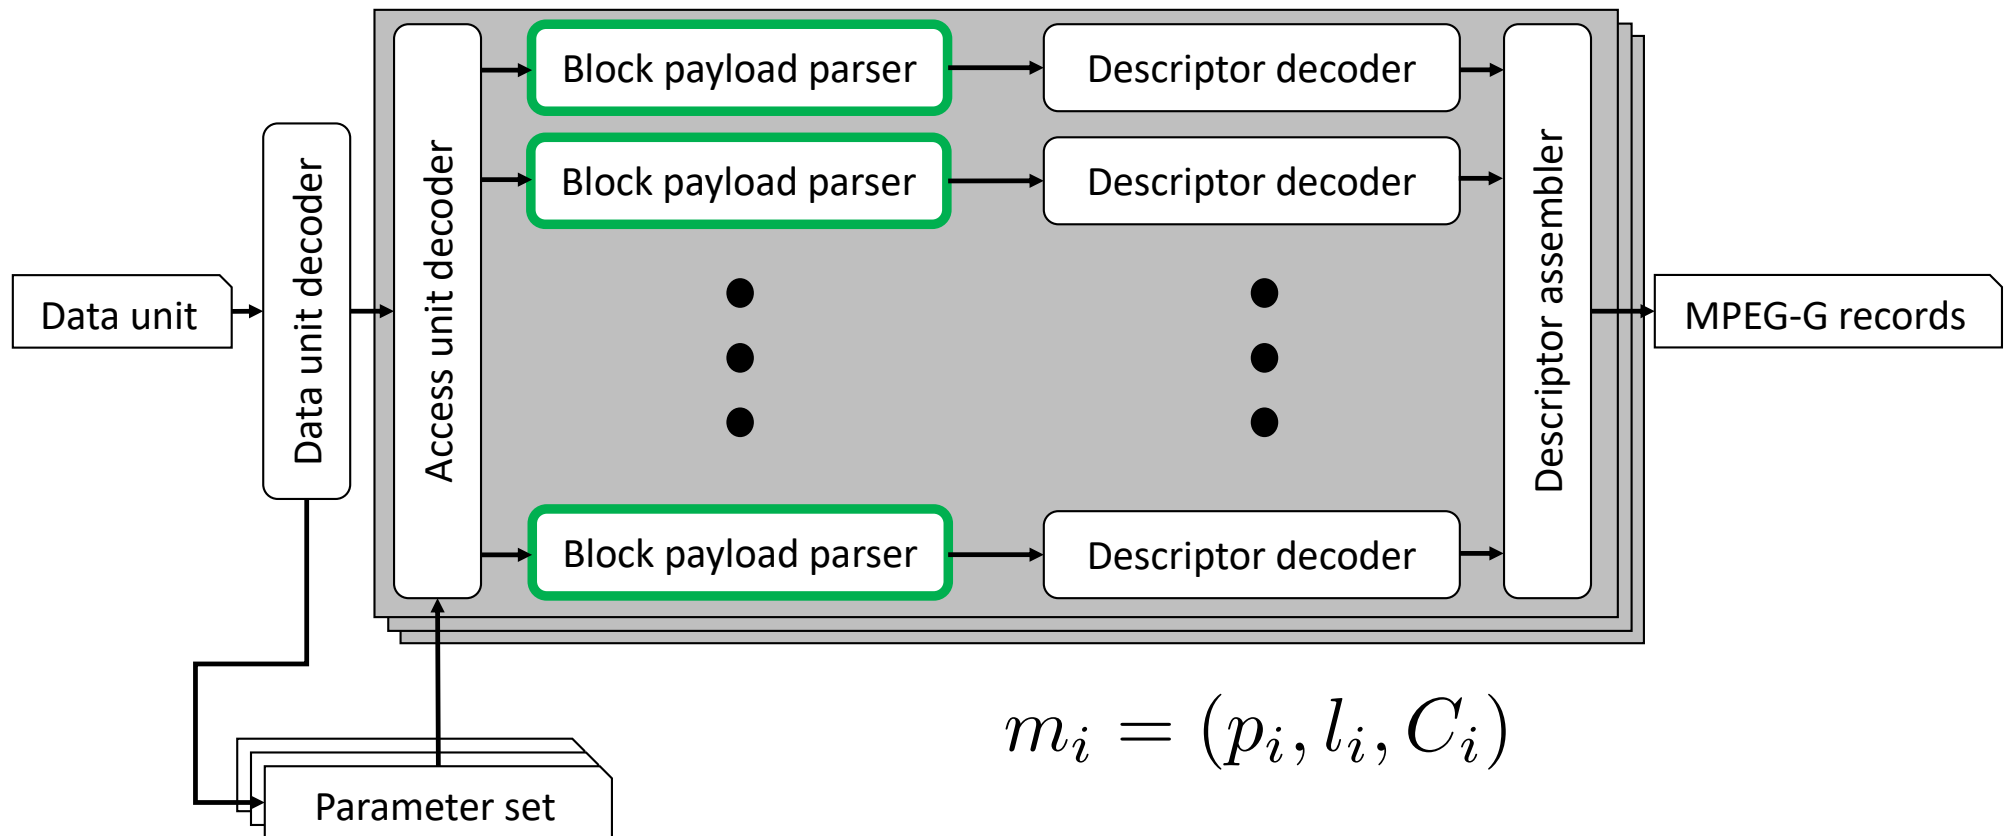 Data unit
Data unit decoder
Access unit decoder
Block payload parser
Descriptor decoder
Block payload parser
Descriptor decoder
Block payload parser
Descriptor decoder
Descriptor assembler
MPEG-G records
Parameter set
m_i = (p_i, l_i, C_i)